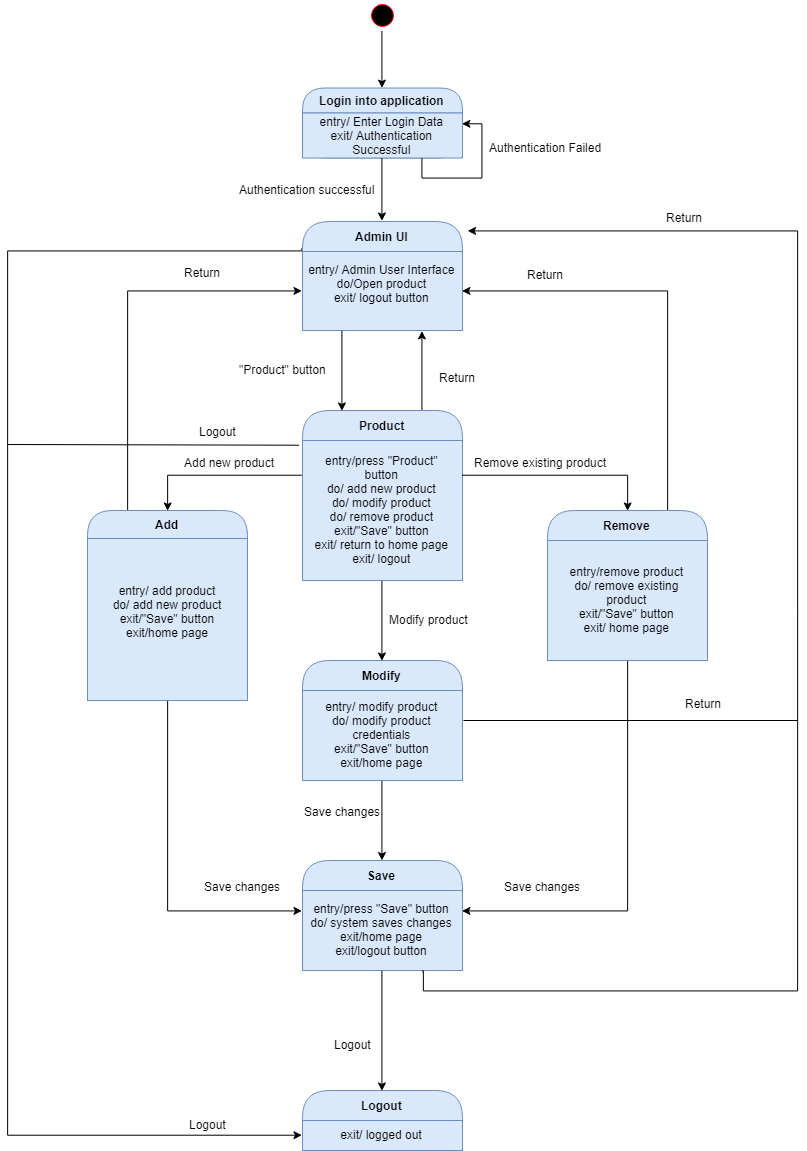 Login into application
entry/ Enter Login Data
exit/ Authentication
Successful
Authentication Failed
Authentication successful
Return
Admin UI
entry/ Admin User Interface
do/Open product
exit/ logout button
Return
Return
"Product" button
Return
Product
entry/press "Product"
button
do/ add new product
do/ modify product
do/ remove product
exit/"Save" button
exit/ return to home page
exit/ logout
Logout
Add new product
Remove existing product
Add
entry/ add product
do/ add new product
exit/"Save" button
exit/home page
Remove
entry/remove product
do/ remove existing
product
exit/"Save" button
exit/ home page
Modify product
Modify
entry/ modify product
do/ modify product
credentials
exit/"Save" button
exit/home page
Return
Save changes
Save changes
Save changes
Save
entry/press "Save" button
do/ system saves changes
exit/home page
exit/logout button
Logout
Logout
Logout
exit/ logged out